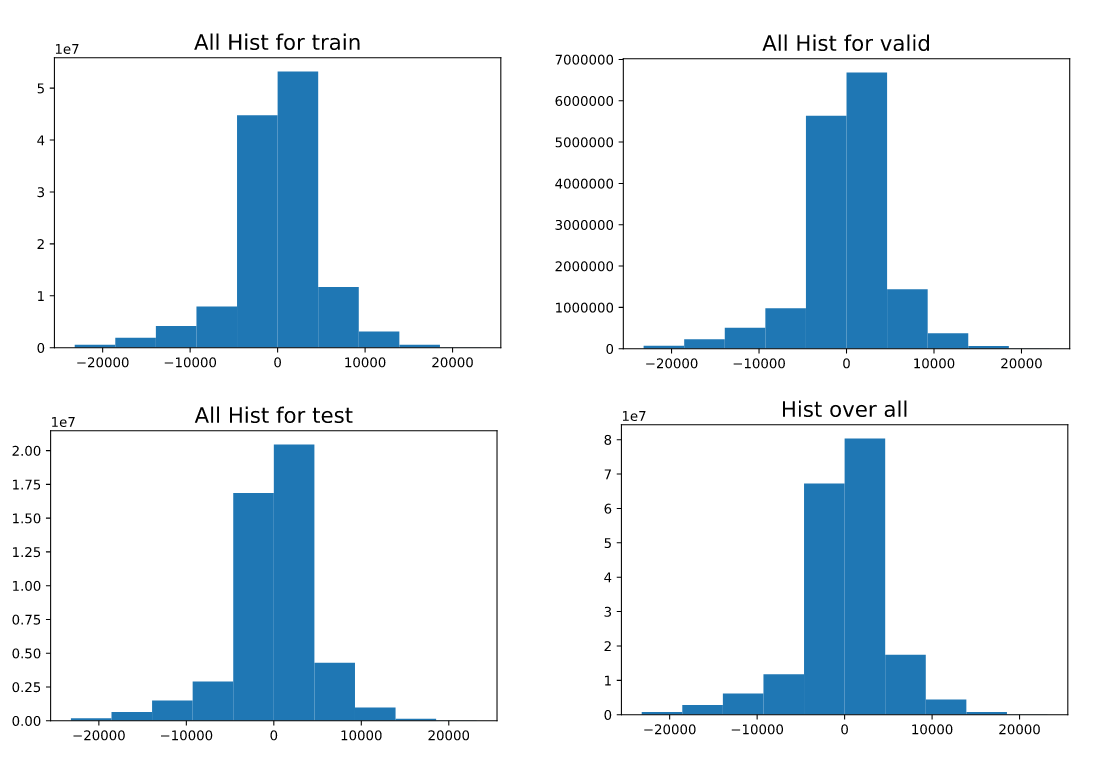 All Hist for train
1e7
5
4
3
2
1
0
−20000 −10000 0 10000 20000
All Hist for valid
7000000
6000000
5000000
4000000
3000000
2000000
1000000
0
−20000 −10000 0 10000 20000
All Hist for test
1e7
2.00
1.75
1.50
1.25
1.00
0.75
0.50
0.25
0.00
−20000 −10000 0 10000 20000
Hist over all
1e7
8
7
6
5
4
3
2
1
0
−20000 −10000 0 10000 20000